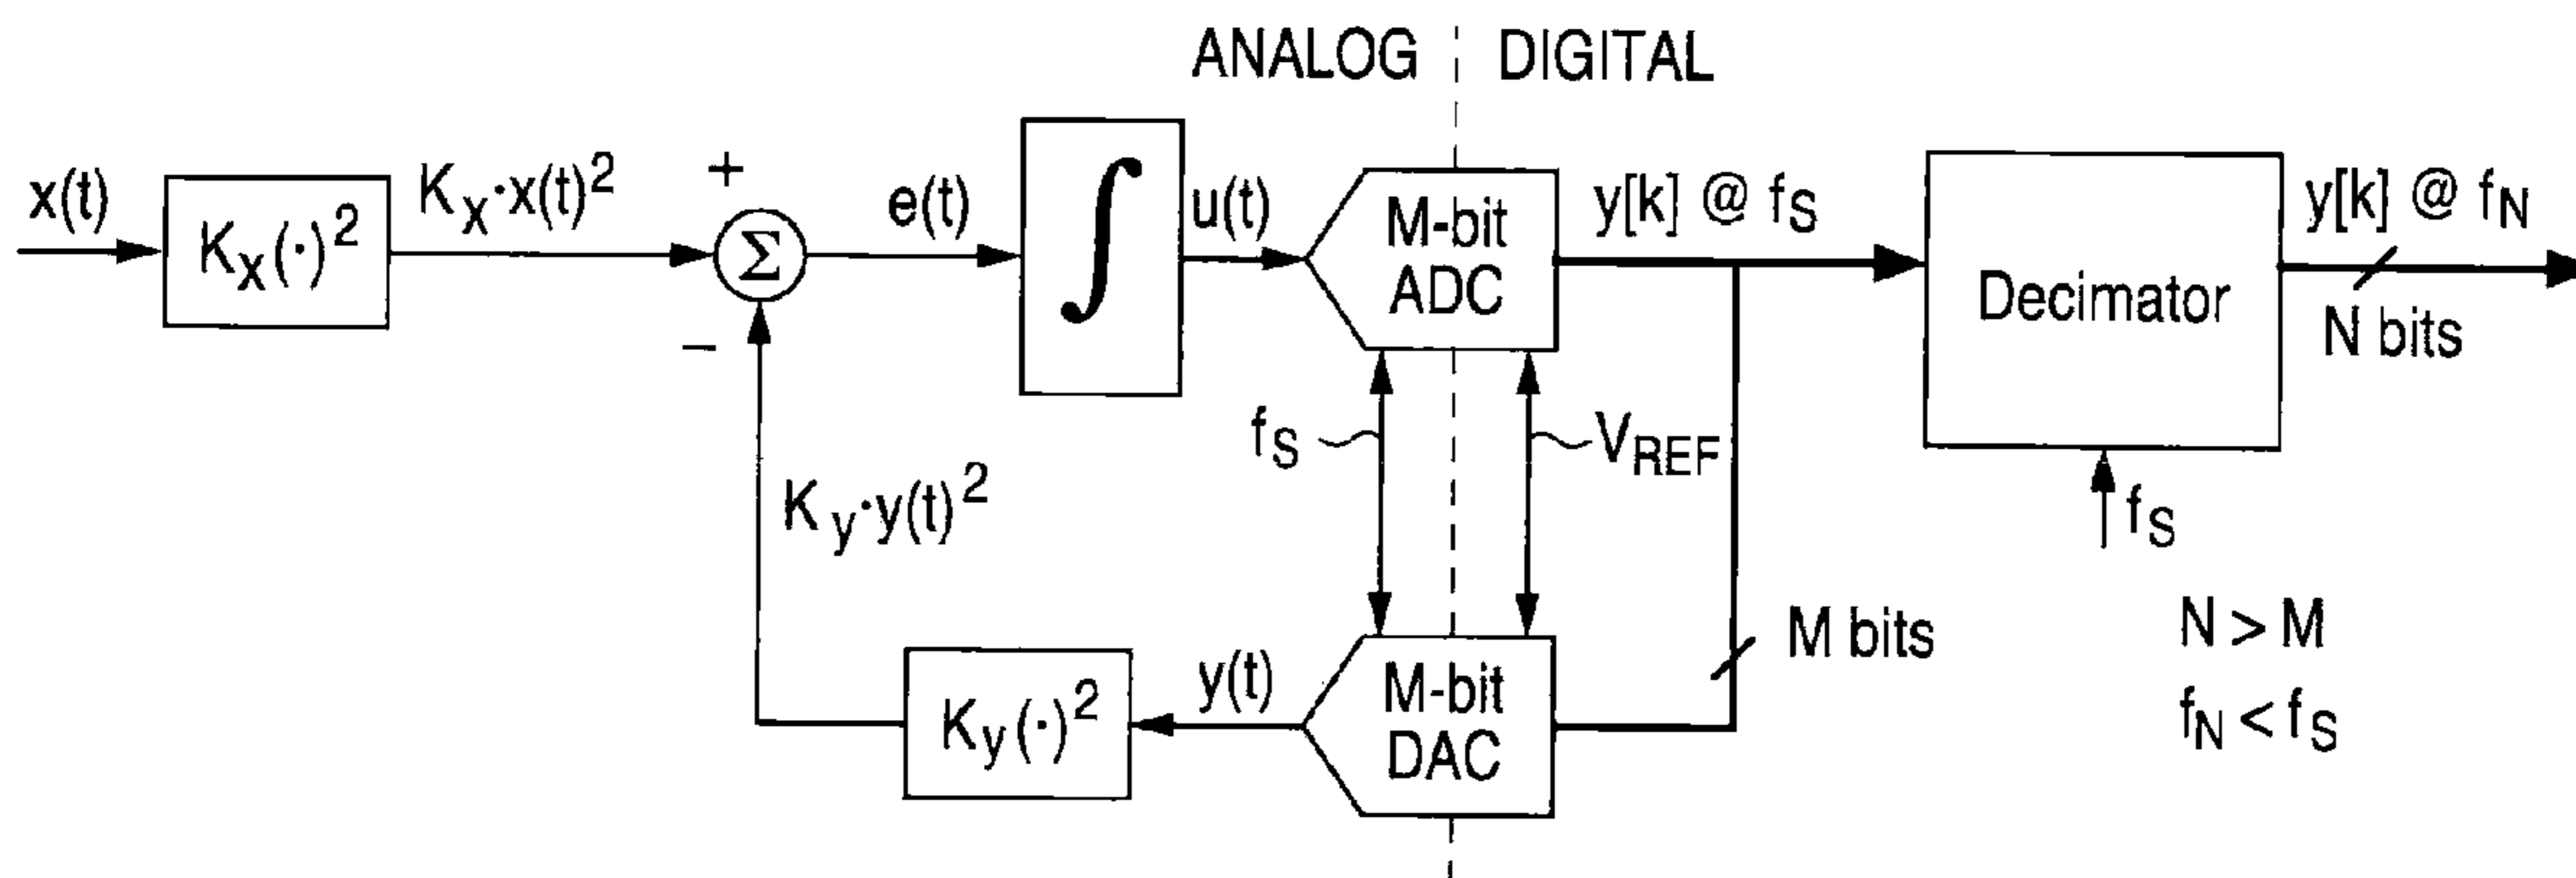 ANALOG DIGITAL
x(t)
Kx(·)²
Kx·x(t)²
+
−
Σ
e(t)
∫
u(t)
M-bit
ADC
y[k] @ fS
Decimator
y[k] @ fN
N bits
fS
VREF
fS
Ky·y(t)²
Ky(·)²
y(t)
M-bit
DAC
M bits
N > M
fN < fS